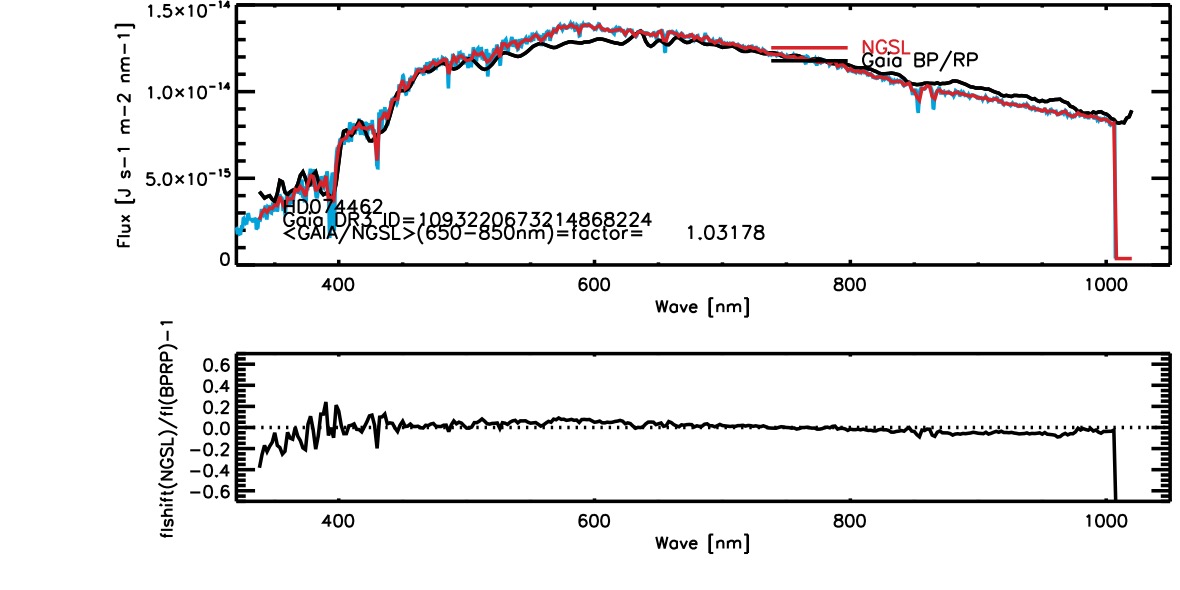 1.5×10−14
1.0×10−14
5.0×10−15
0
Flux [J s−1 m−2 nm−1]
NGSL
Gaia BP/RP
HD074462
Gaia DR3 ID=1093220673214868224
<GAIA/NGSL>(650−850nm)=factor= 1.03178
400 600 800 1000
Wave [nm]
flshift(NGSL)/fl(BPRP)−1
0.6
0.4
0.2
0.0
−0.2
−0.4
−0.6
400 600 800 1000
Wave [nm]